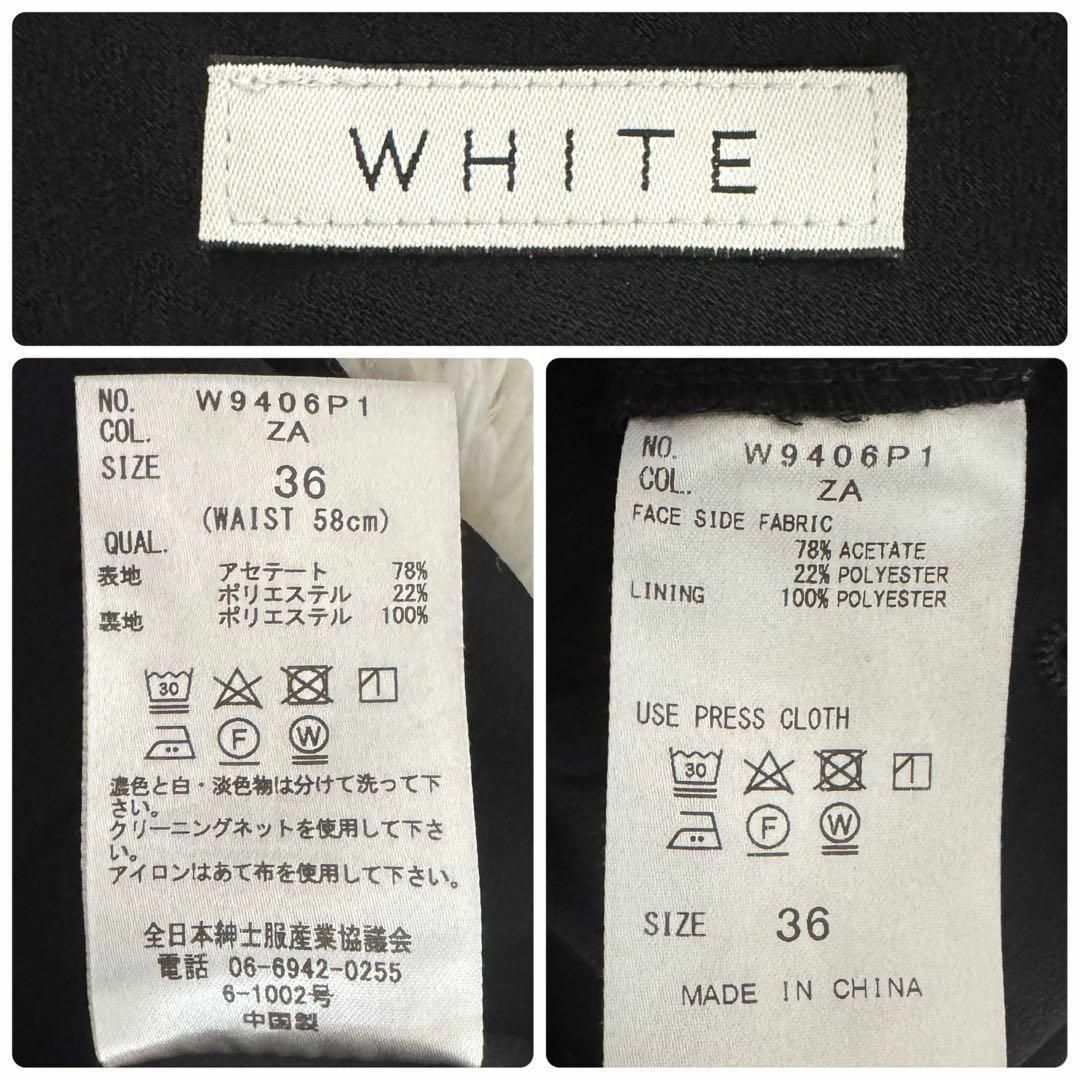 WHITE
NO. W9406P1
COL. ZA
SIZE 36
(WAIST 58cm)
QUAL.
表地 アセテート 78%
ポリエステル 22%
裏地 ポリエステル 100%
30 1
F W
濃色と白・淡色物は分けて洗って下
さい。
クリーニングネットを使用して下さ
い。
アイロンはあて布を使用して下さい。
全日本紳士服産業協議会
電話 06-6942-0255
6-1002号
中国製
NO. W9406P1
COL. ZA
FACE SIDE FABRIC
78% ACETATE
22% POLYESTER
LINING 100% POLYESTER
USE PRESS CLOTH
30 1
F W
SIZE 36
MADE IN CHINA